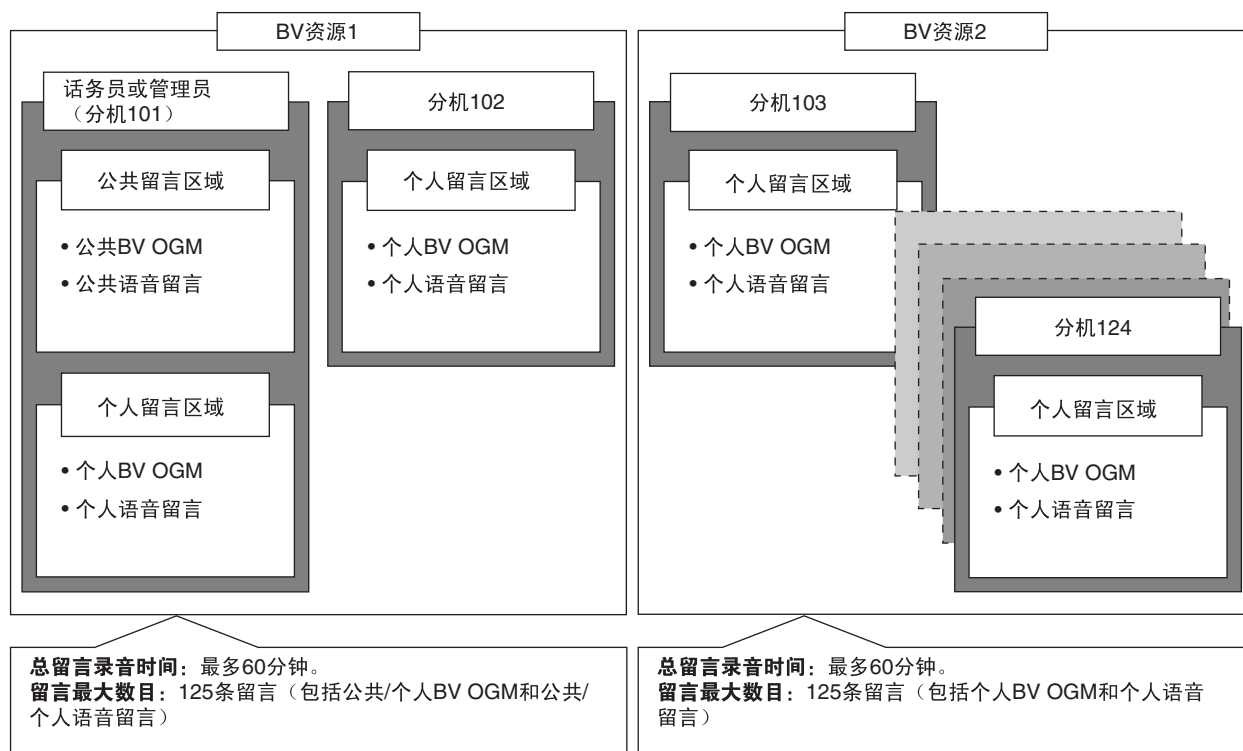 BV资源1
话务员或管理员
（分机101）
公共留言区域
• 公共BV OGM
• 公共语音留言
个人留言区域
• 个人BV OGM
• 个人语音留言
分机102
个人留言区域
• 个人BV OGM
• 个人语音留言
总留言录音时间：最多60分钟。
留言最大数目：125条留言（包括公共/个人BV OGM和公共/
个人语音留言）
BV资源2
分机103
个人留言区域
• 个人BV OGM
• 个人语音留言
分机124
个人留言区域
• 个人BV OGM
• 个人语音留言
总留言录音时间：最多60分钟。
留言最大数目：125条留言（包括个人BV OGM和个人语音
留言）